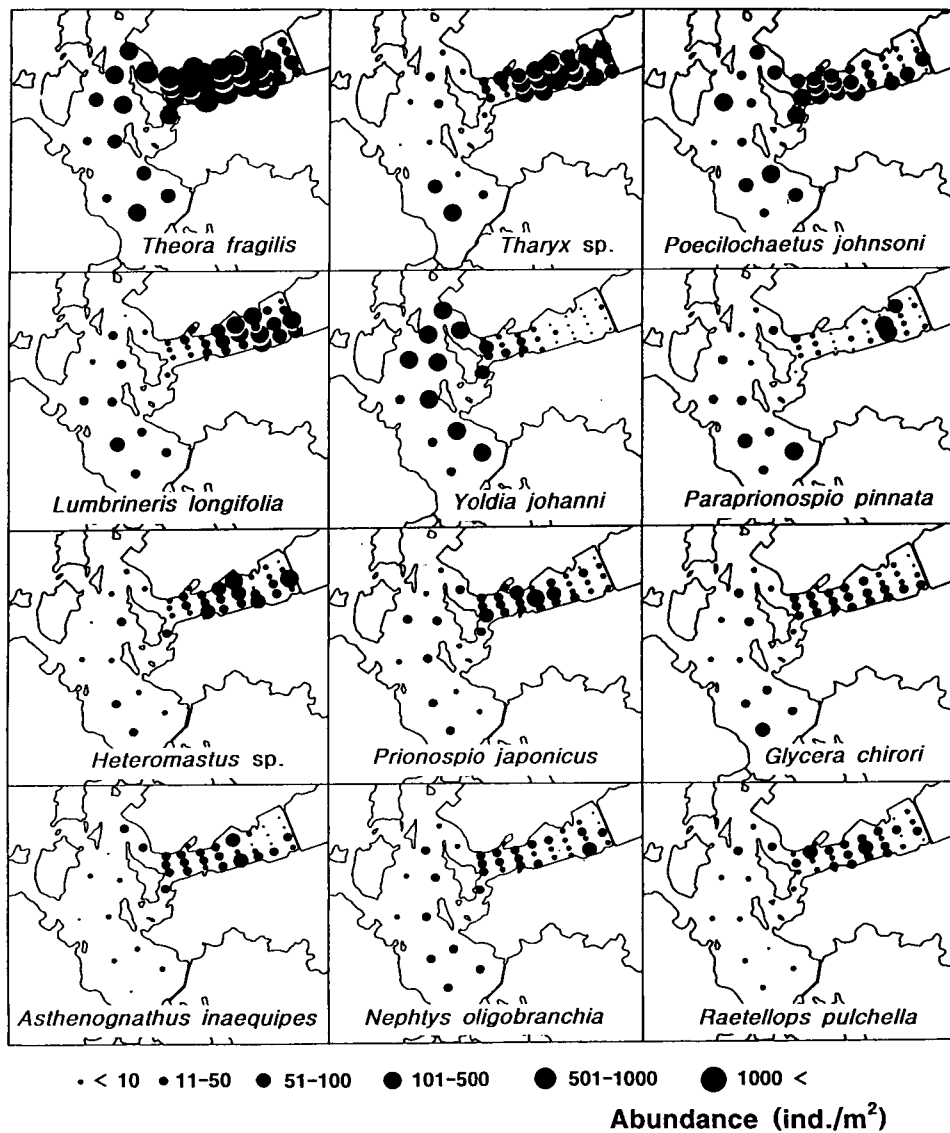 Theora fragilis
Tharyx sp.
Poecilochaetus johnsoni
Lumbrineris longifolia
Yoldia johanni
Paraprionospio pinnata
Heteromastus sp.
Prionospio japonicus
Glycera chirori
Asthenognathus inaequipes
Nephtys oligobranchia
Raetellops pulchella
< 10 11-50 51-100 101-500 501-1000 1000 <
Abundance (ind./m²)